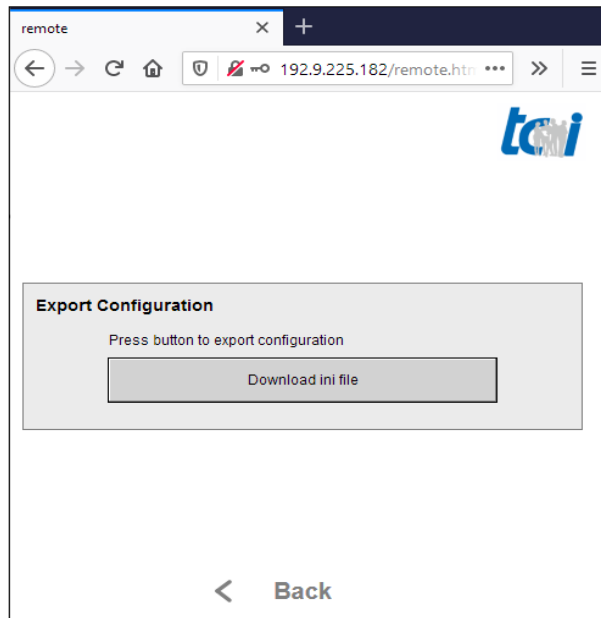 remote
192.9.225.182/remote.htm
tci
Export Configuration
Press button to export configuration
Download ini file
Back